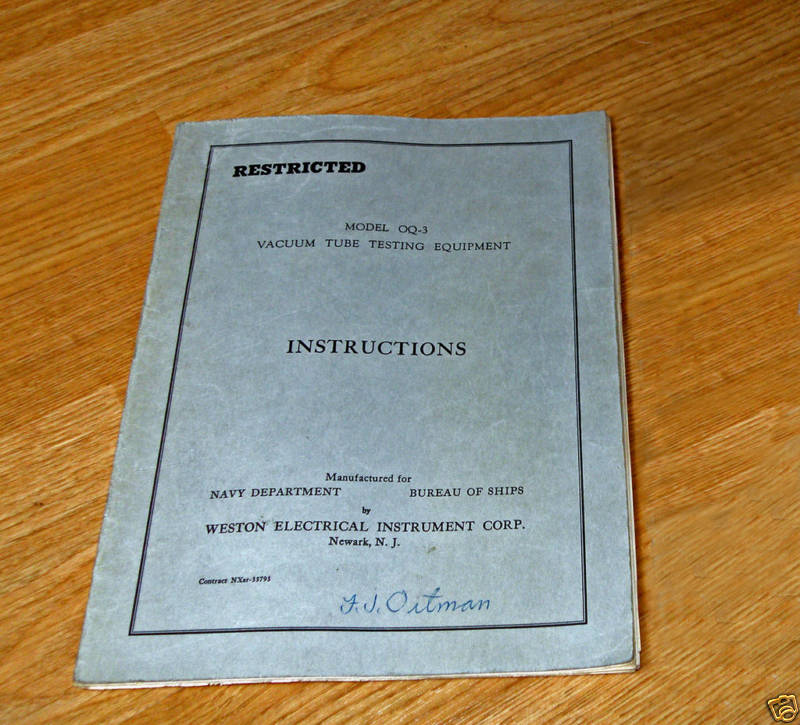 RESTRICTED
MODEL OQ-3
VACUUM TUBE TESTING EQUIPMENT
INSTRUCTIONS
Manufactured for
NAVY DEPARTMENT BUREAU OF SHIPS
by
WESTON ELECTRICAL INSTRUMENT CORP.
Newark, N. J.
Contract NXsr-35795
F. J. Oitman